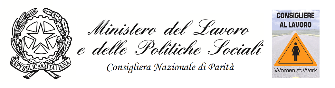 Ministero del Lavoro
e delle Politiche Sociali
Consigliera Nazionale di Parità
CONSIGLIERE
AL LAVORO